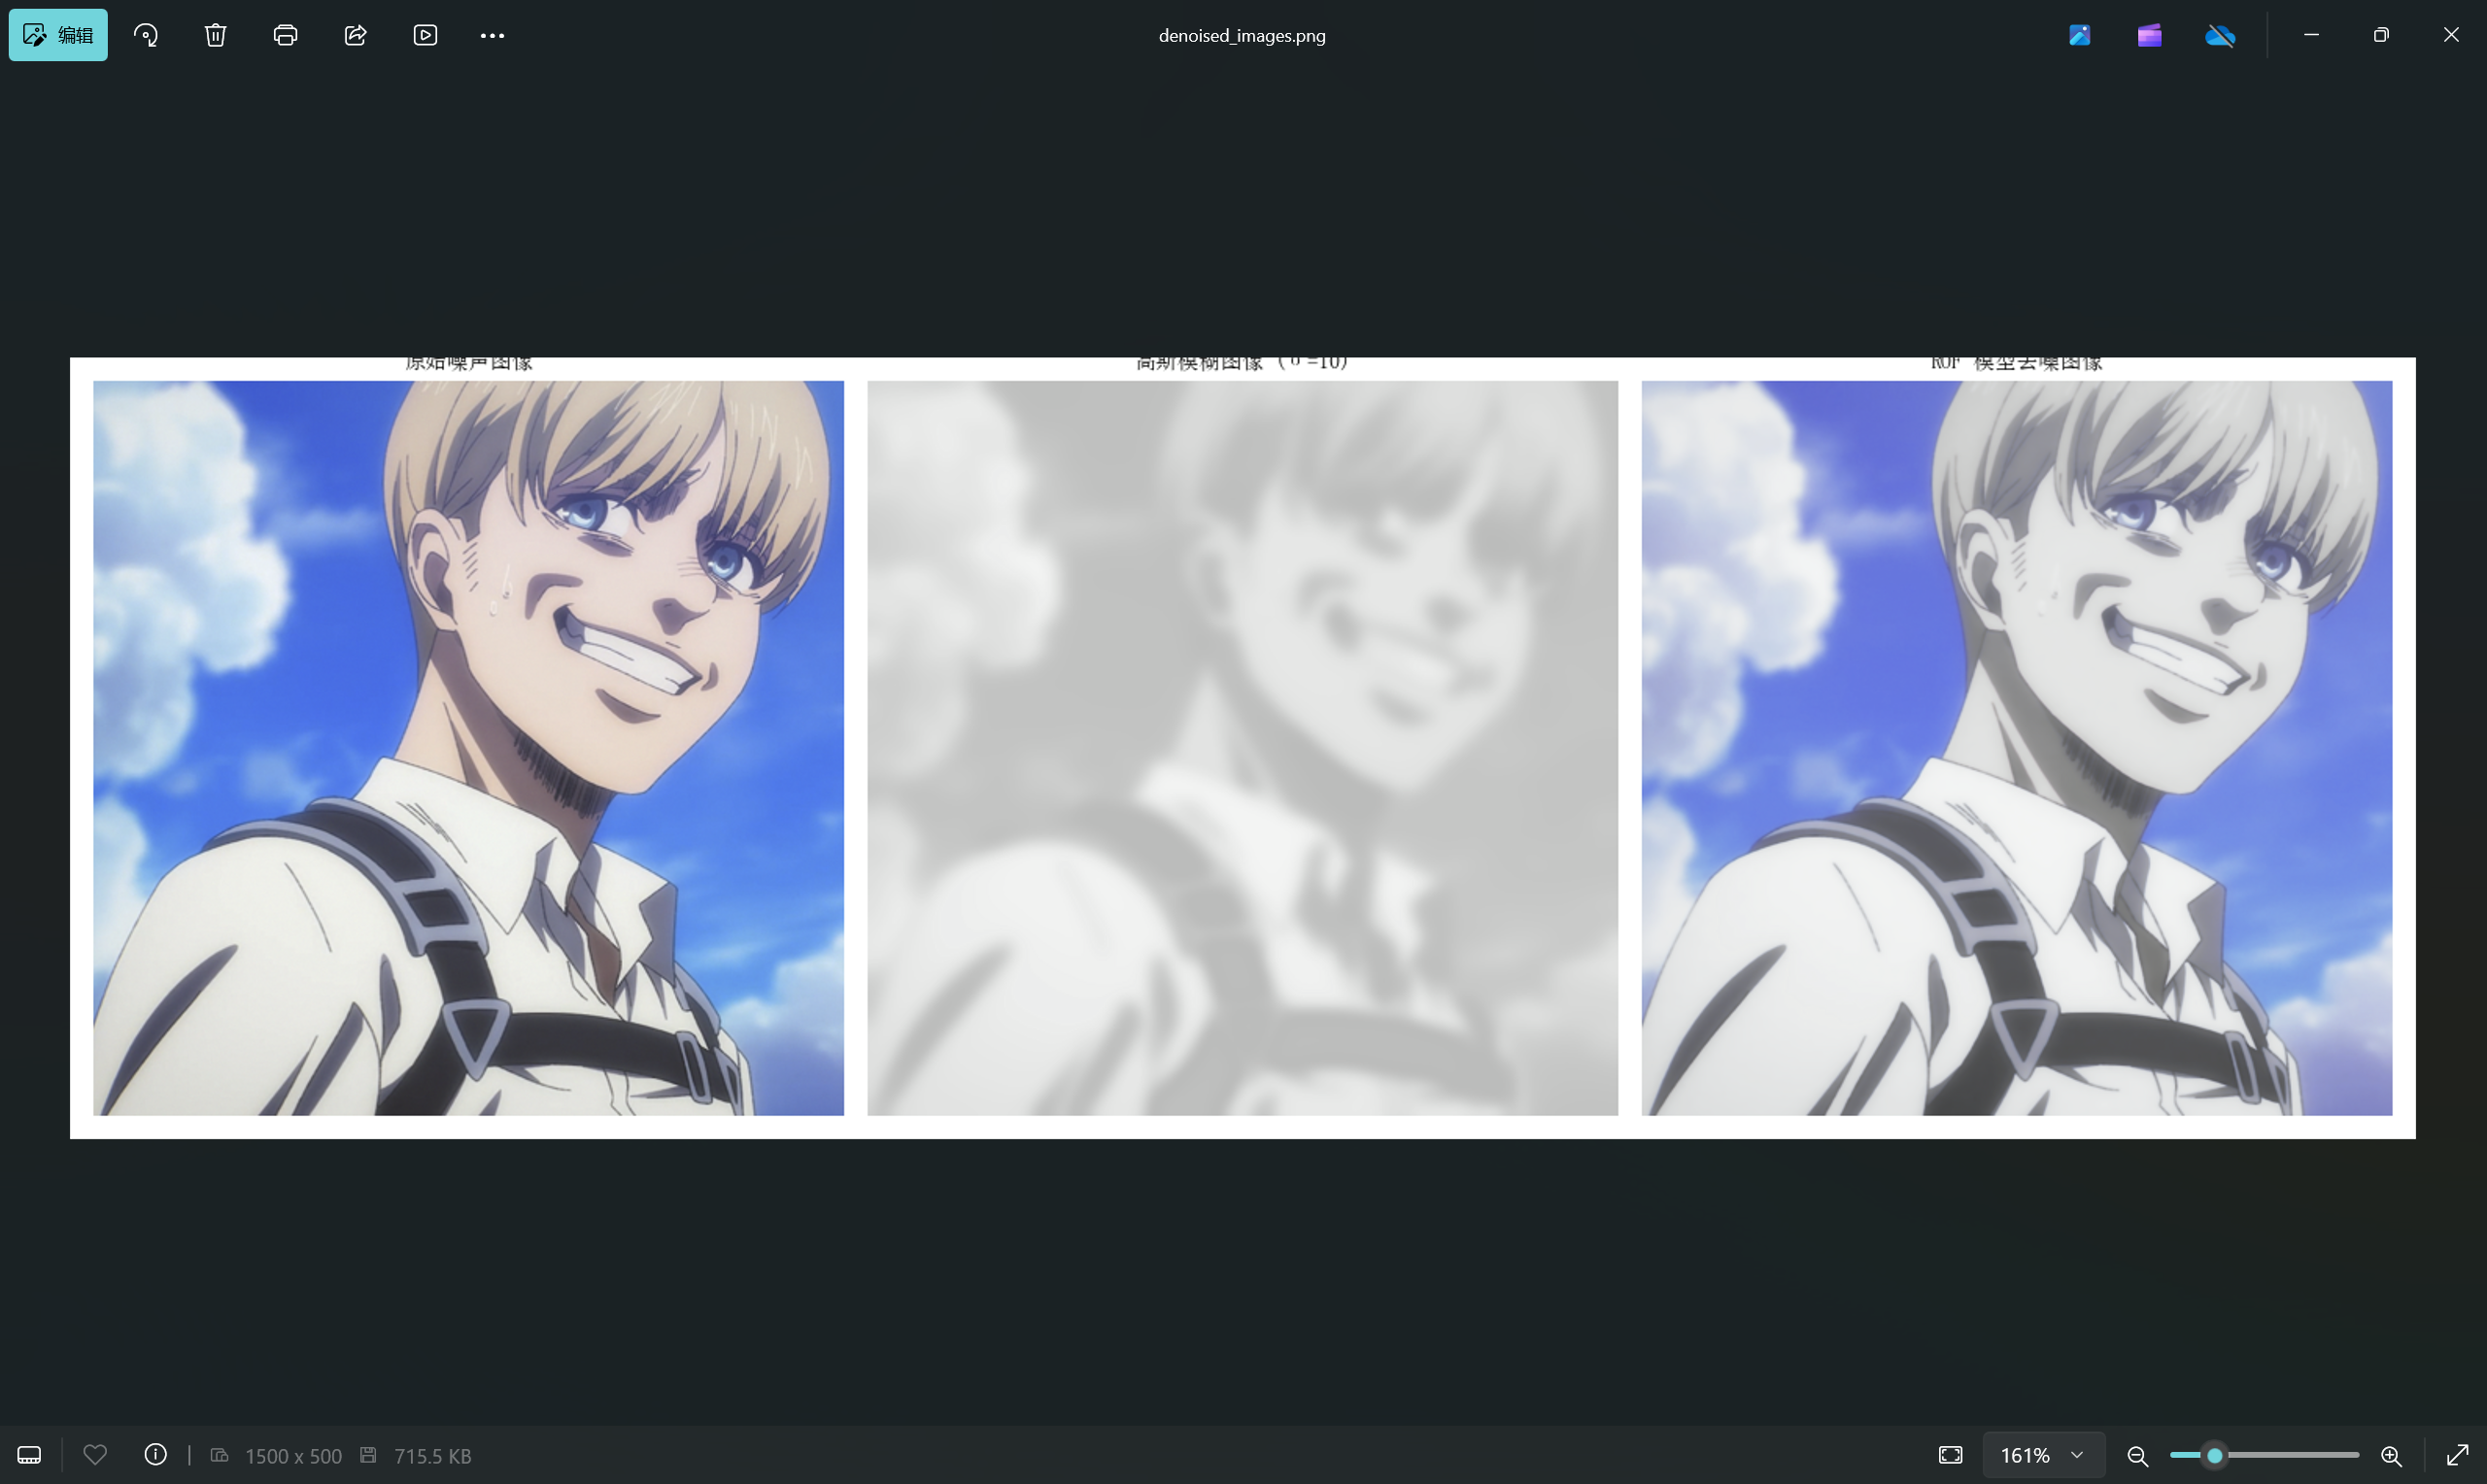 编辑
denoised_images.png
原始噪声图像
高斯模糊图像 (σ=10)
ROF 模型去噪图像
1500 x 500
715.5 KB
161%